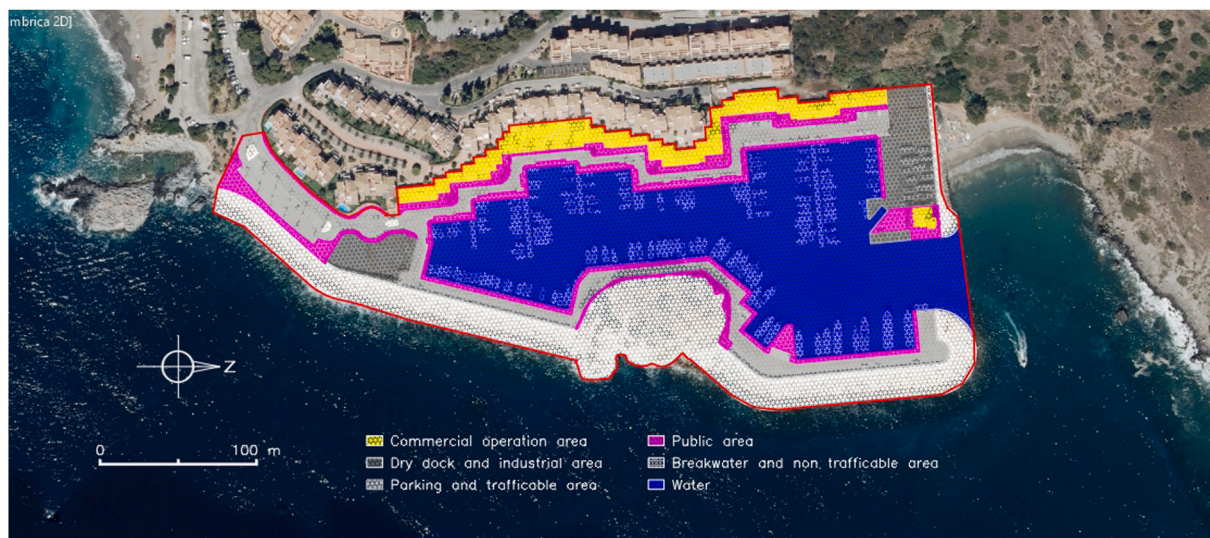 mbrica 2D]
Z
0 100 m
Commercial operation area
Public area
Dry dock and industrial area
Breakwater and non trafficable area
Parking and trafficable area
Water